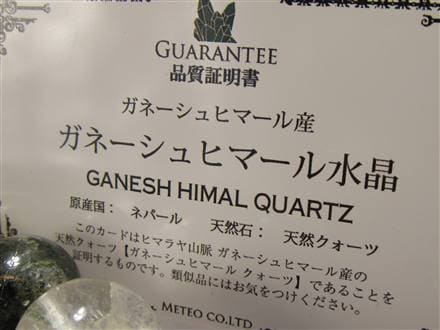 GUARANTEE
品質証明書
ガネーシュヒマール産
ガネーシュヒマール水晶
GANESH HIMAL QUARTZ
原産国： ネパール 天然石： 天然クォーツ
このカードはヒマラヤ山脈 ガネーシュヒマール産の
天然クォーツ【ガネーシュヒマール クォーツ】であることを
証明するものです。類似品にはお気をつけください。
METEO CO.LTD